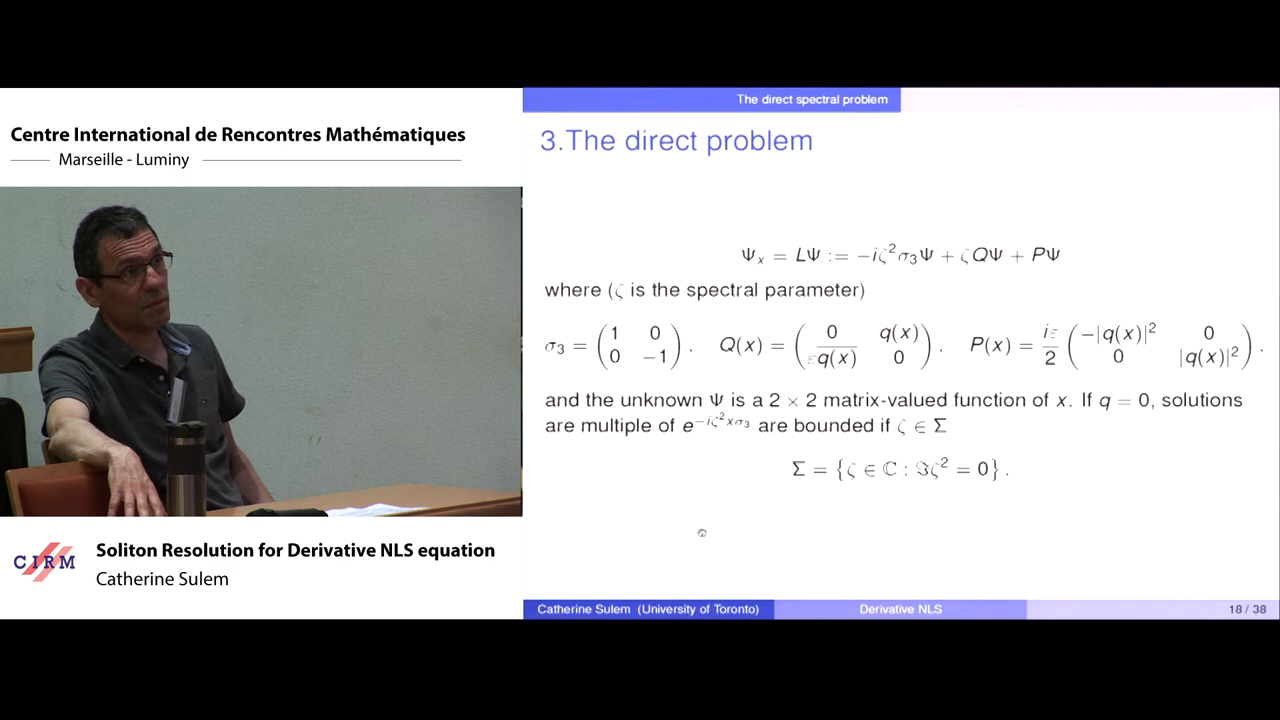 Centre International de Rencontres Mathématiques
Marseille - Luminy
CIRM
Soliton Resolution for Derivative NLS equation
Catherine Sulem
The direct spectral problem
3.The direct problem
Ψₓ = LΨ := −iζ²σ₃Ψ + ζQΨ + PΨ
where (ζ is the spectral parameter)
σ₃ = (1 0; 0 −1). Q(x) = (0 q(x); ε\overline{q(x)} 0). P(x) = iε/2 (−|q(x)|² 0; 0 |q(x)|²).
and the unknown Ψ is a 2 × 2 matrix-valued function of x. If q = 0, solutions
are multiple of e^{−iζ²xσ₃} are bounded if ζ ∈ Σ
Σ = {ζ ∈ ℂ : ℑζ² = 0}.
Catherine Sulem (University of Toronto)
Derivative NLS
18 / 38